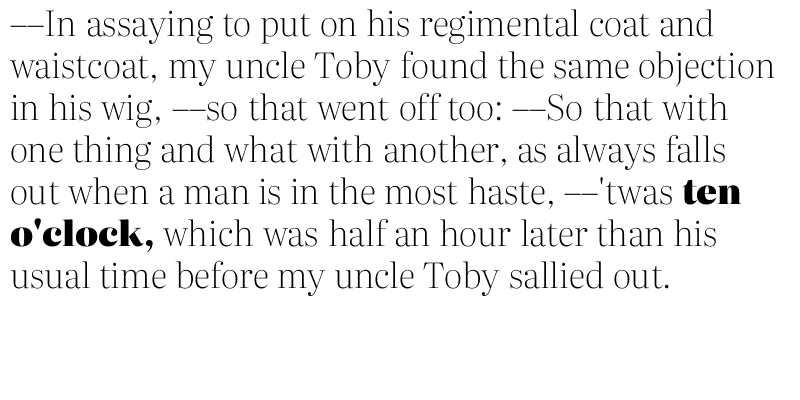 ––In assaying to put on his regimental coat and
waistcoat, my uncle Toby found the same objection
in his wig, ––so that went off too: ––So that with
one thing and what with another, as always falls
out when a man is in the most haste, ––'twas ten
o'clock, which was half an hour later than his
usual time before my uncle Toby sallied out.